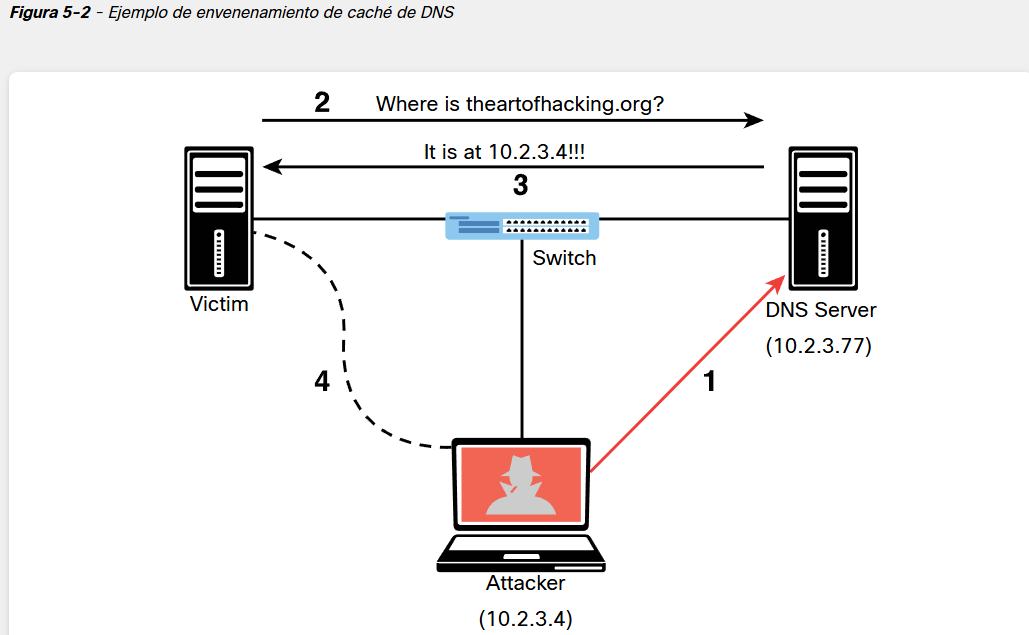 Figura 5-2 - Ejemplo de envenenamiento de caché de DNS
2 Where is theartofhacking.org?
It is at 10.2.3.4!!!
3
Switch
Victim
DNS Server
(10.2.3.77)
4
1
Attacker
(10.2.3.4)